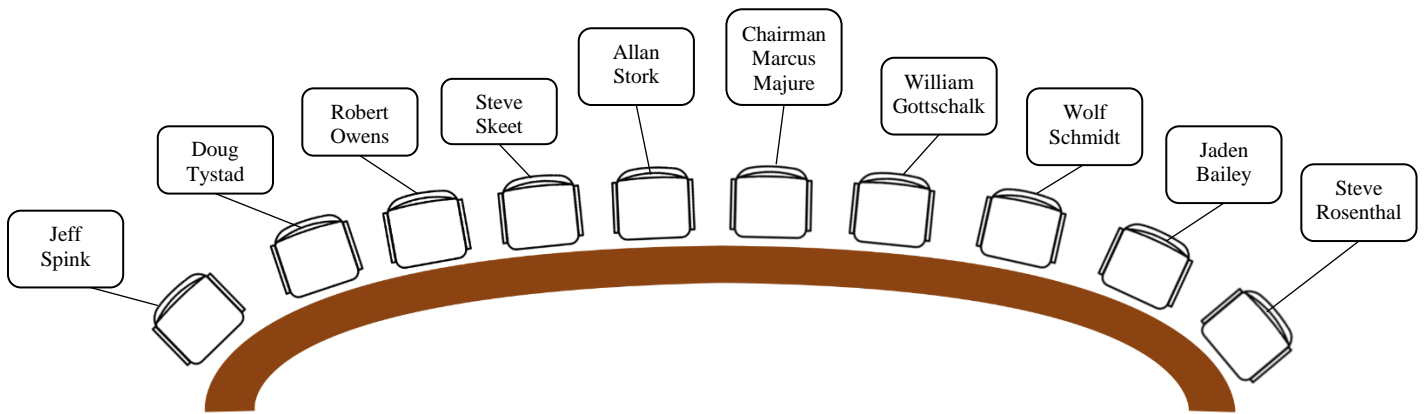 Jeff
Spink
Doug
Tystad
Robert
Owens
Steve
Skeet
Allan
Stork
Chairman
Marcus
Majure
William
Gottschalk
Wolf
Schmidt
Jaden
Bailey
Steve
Rosenthal